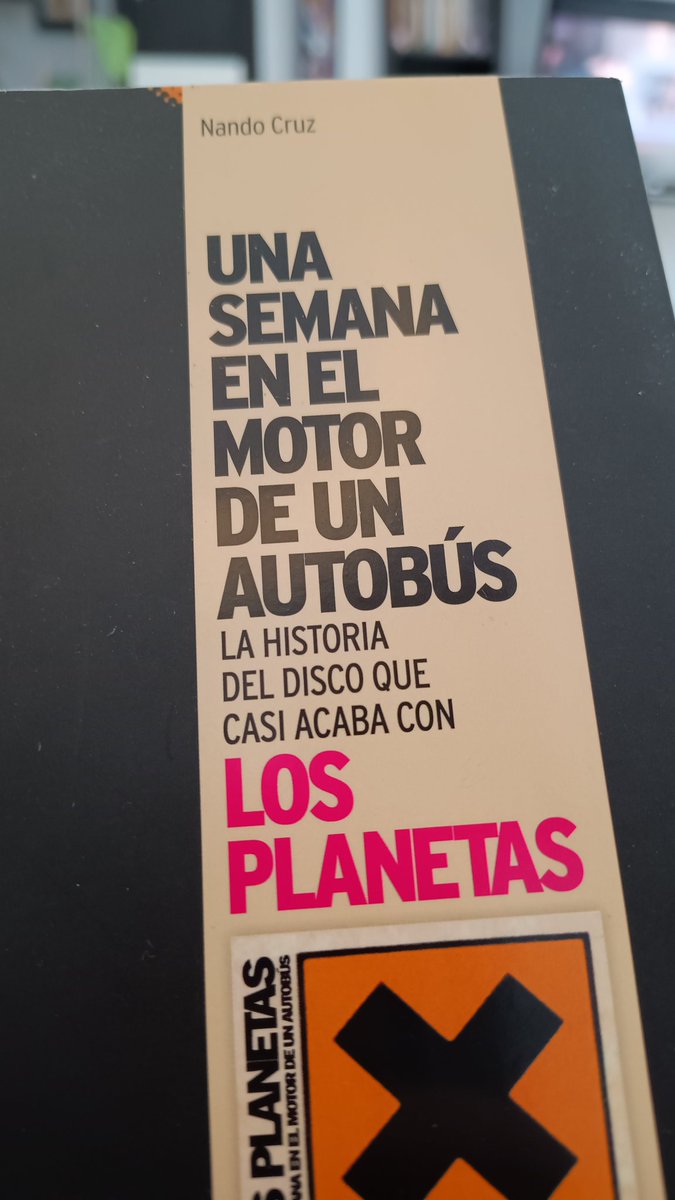 Nando Cruz
UNA
SEMANA
EN EL
MOTOR
DE UN
AUTOBÚS
LA HISTORIA
DEL DISCO QUE
CASI ACABA CON
LOS
PLANETAS
S PLANETAS
ANA EN EL MOTOR DE UN AUTOBÚS